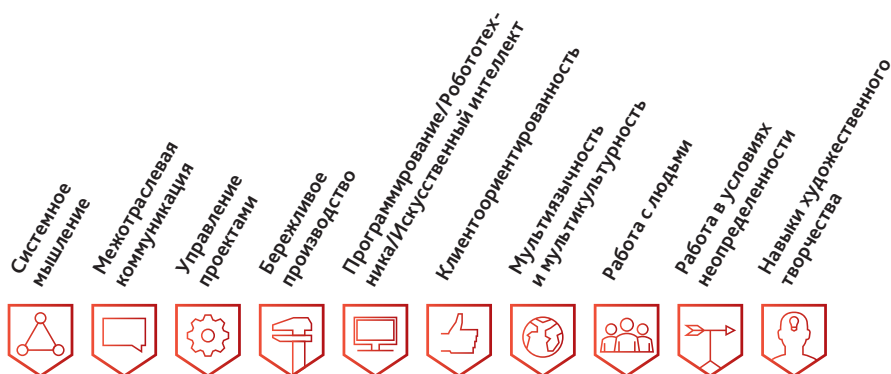 Системное
мышление
Межотраслевая
коммуникация
Управление
проектами
Бережливое
производство
Программирование/Робототех-
ника/Искусственный интеллект
Клиентоориентированность
Мультиязычность
и мультикультурность
Работа с людьми
Работа в условиях
неопределенности
Навыки художественного
творчества